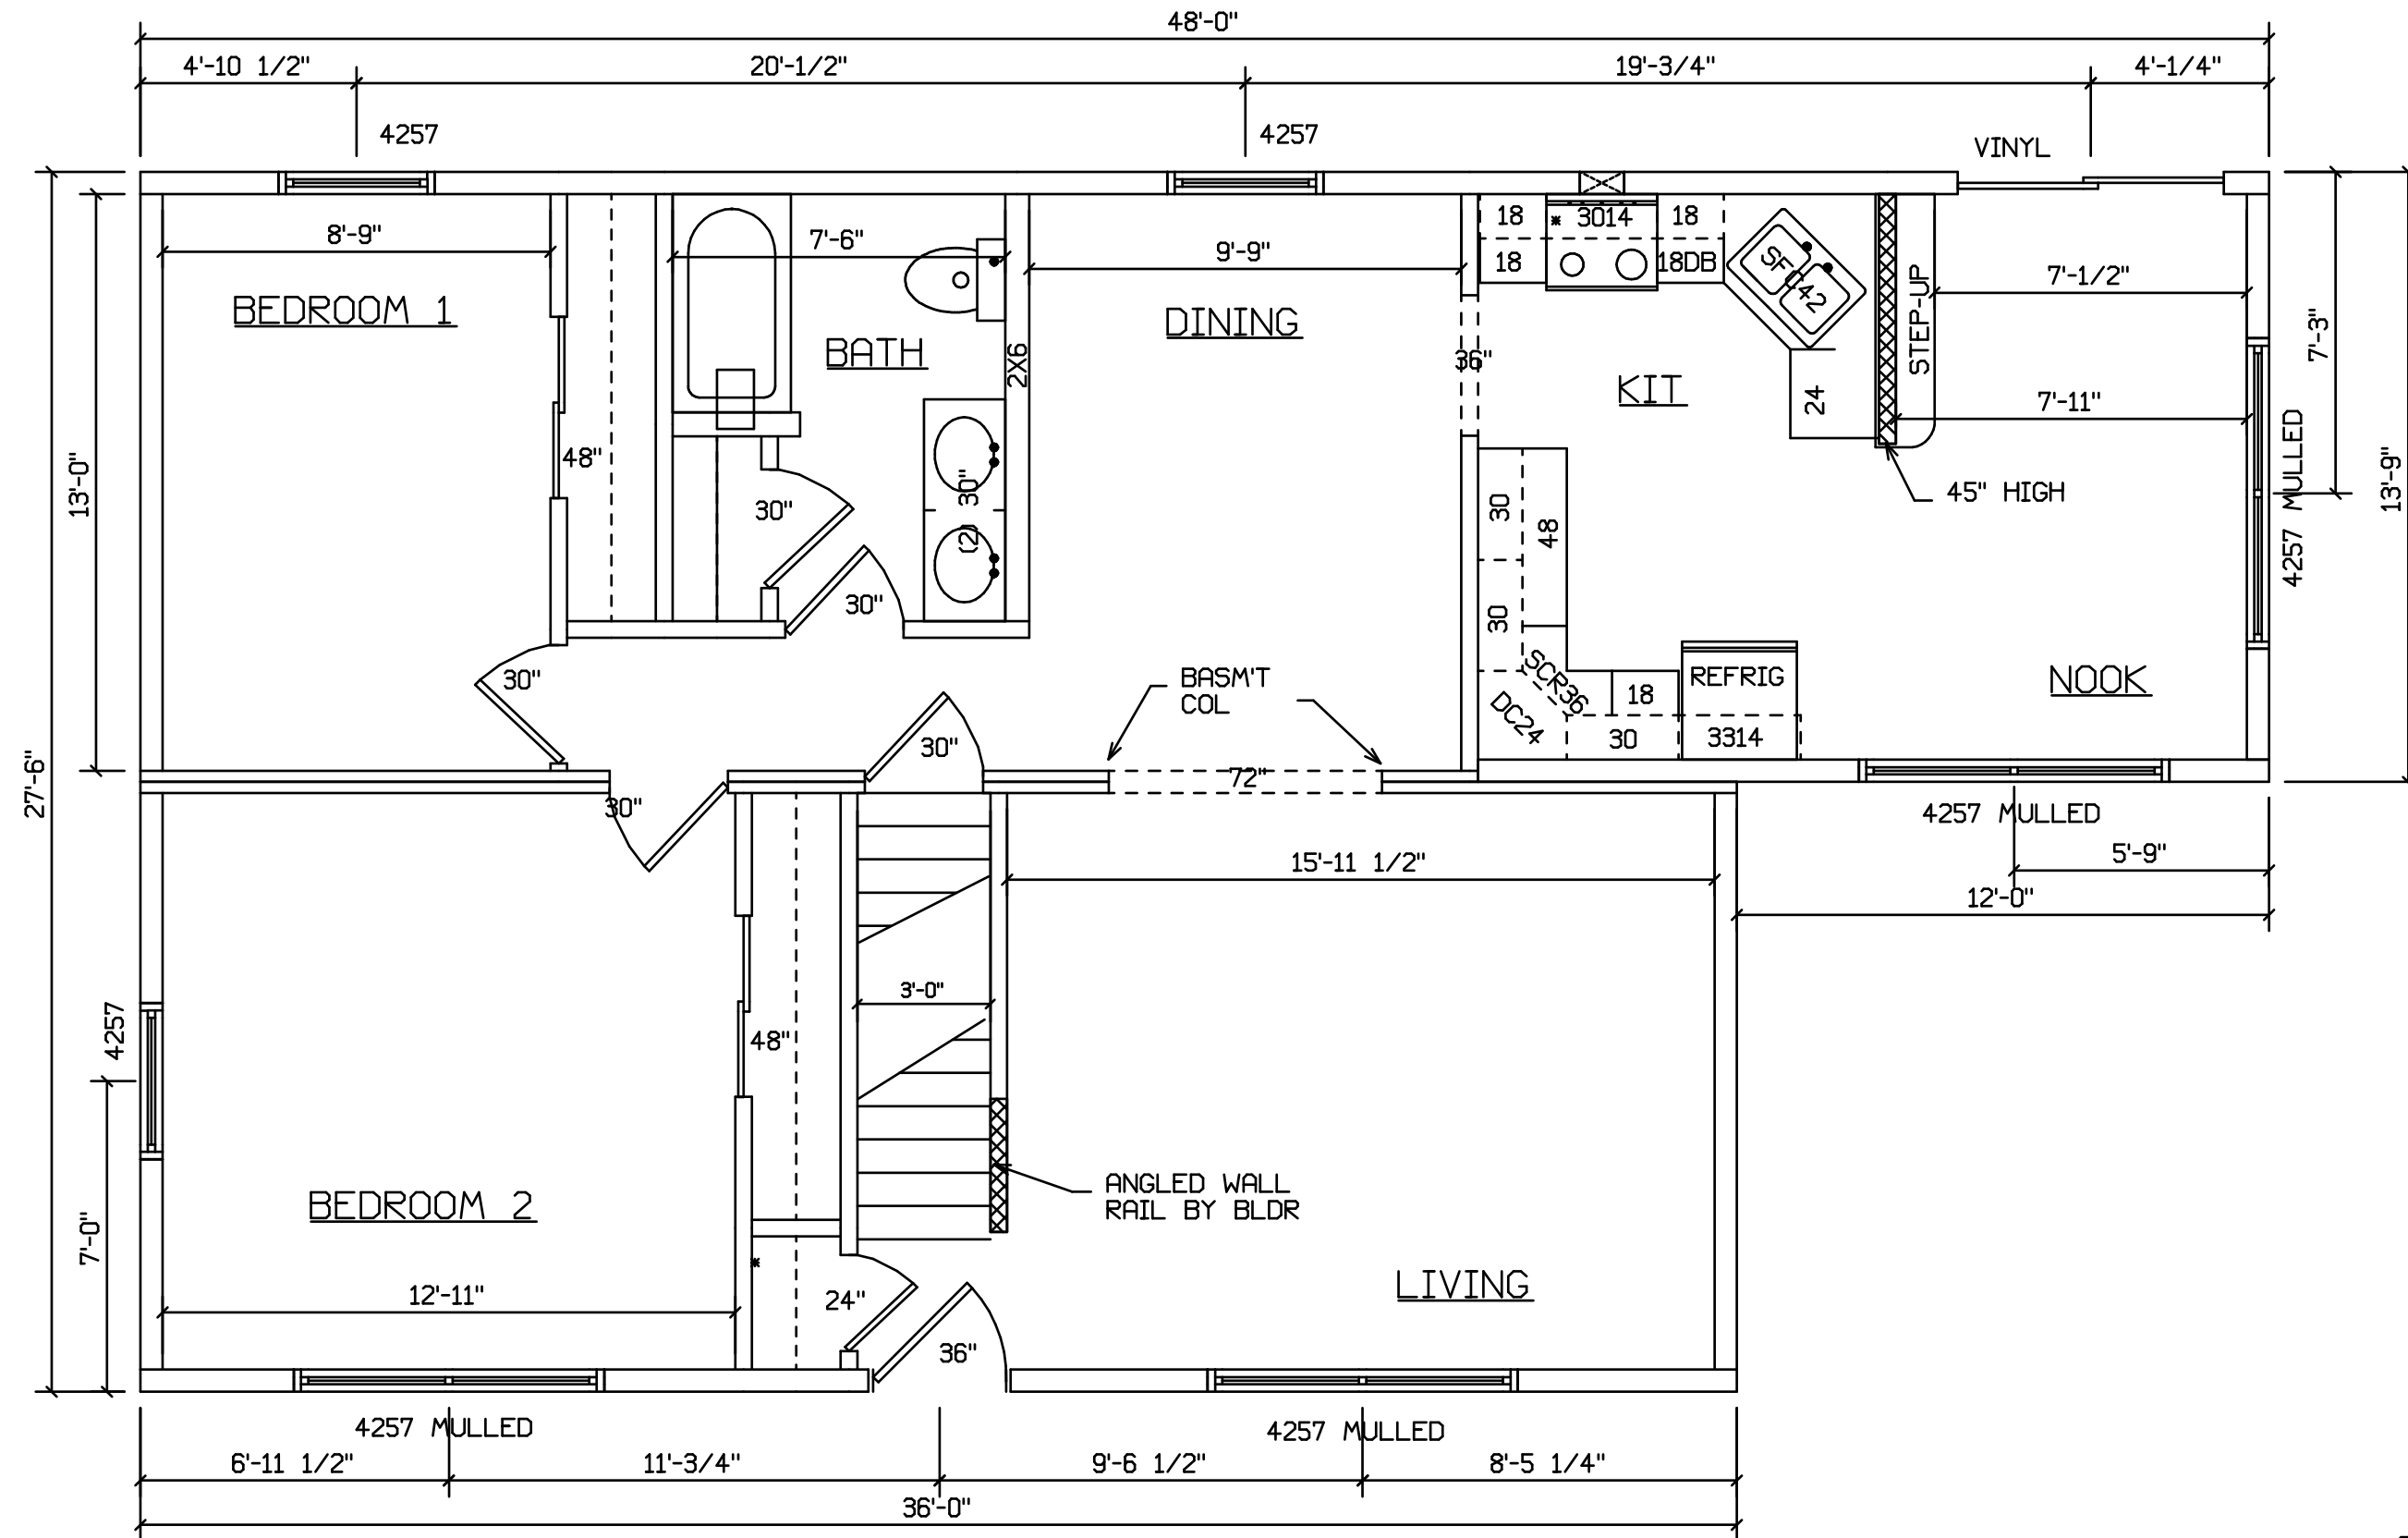 48'-0"
4'-10 1/2"
20'-1/2"
19'-3/4"
4'-1/4"
4257
4257
VINYL
8'-9"
7'-6"
9'-9"
18
* 3014
18
18
18DB
SFC42
STEP-UP
7'-1/2"
BEDROOM 1
BATH
2X6
DINING
36"
KIT
24
7'-11"
7'-3"
13'-0"
48"
30"
(2) 30"
30
48
45" HIGH
4257 MULLED
13'-9"
30"
30
30"
BASM'T
COL
SCR36
DC24
18
REFRIG
30
3314
NOOK
27'-6"
30"
30"
72"
4257 MULLED
15'-11 1/2"
5'-9"
12'-0"
3'-0"
4257
48"
ANGLED WALL
RAIL BY BLDR
BEDROOM 2
7'-0"
*
12'-11"
24"
LIVING
36"
4257 MULLED
4257 MULLED
6'-11 1/2"
11'-3/4"
9'-6 1/2"
8'-5 1/4"
36'-0"